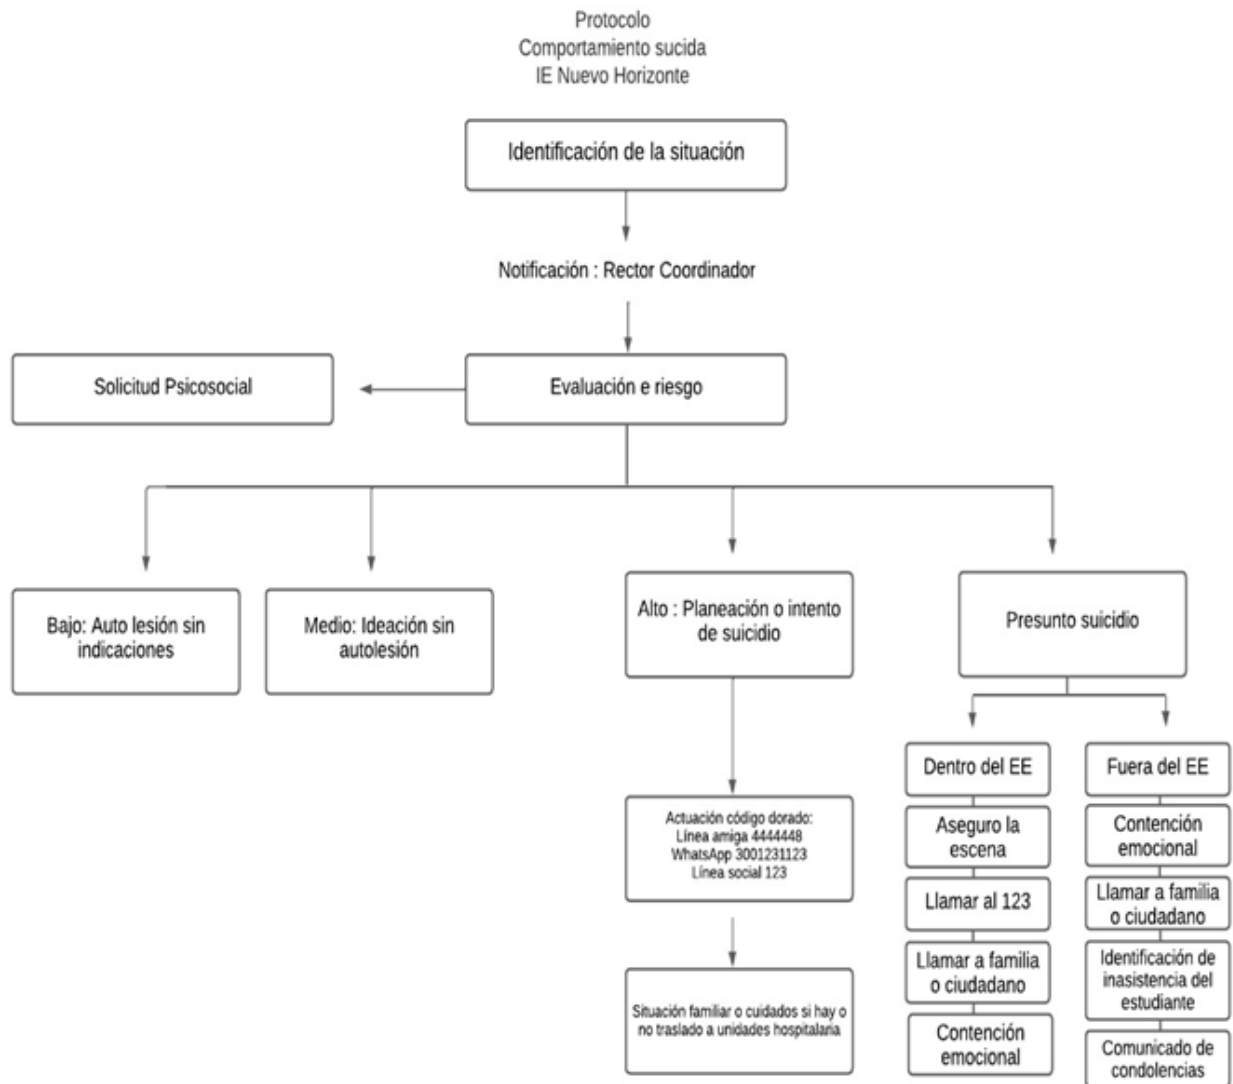 Protocolo
Comportamiento sucida
IE Nuevo Horizonte
Identificación de la situación
Notificación : Rector Coordinador
Solicitud Psicosocial
Evaluación e riesgo
Bajo: Auto lesión sin
indicaciones
Medio: Ideación sin
autolesión
Alto : Planeación o intento
de suicidio
Presunto suicidio
Actuación código dorado:
Línea amiga 4444448
WhatsApp 3001231123
Línea social 123
Situación familiar o cuidados si hay o
no traslado a unidades hospitalaria
Dentro del EE
Aseguro la
escena
Llamar al 123
Llamar a familia
o ciudadano
Contención
emocional
Fuera del EE
Contención
emocional
Llamar a familia
o ciudadano
Identificación de
inasistencia del
estudiante
Comunicado de
condolencias